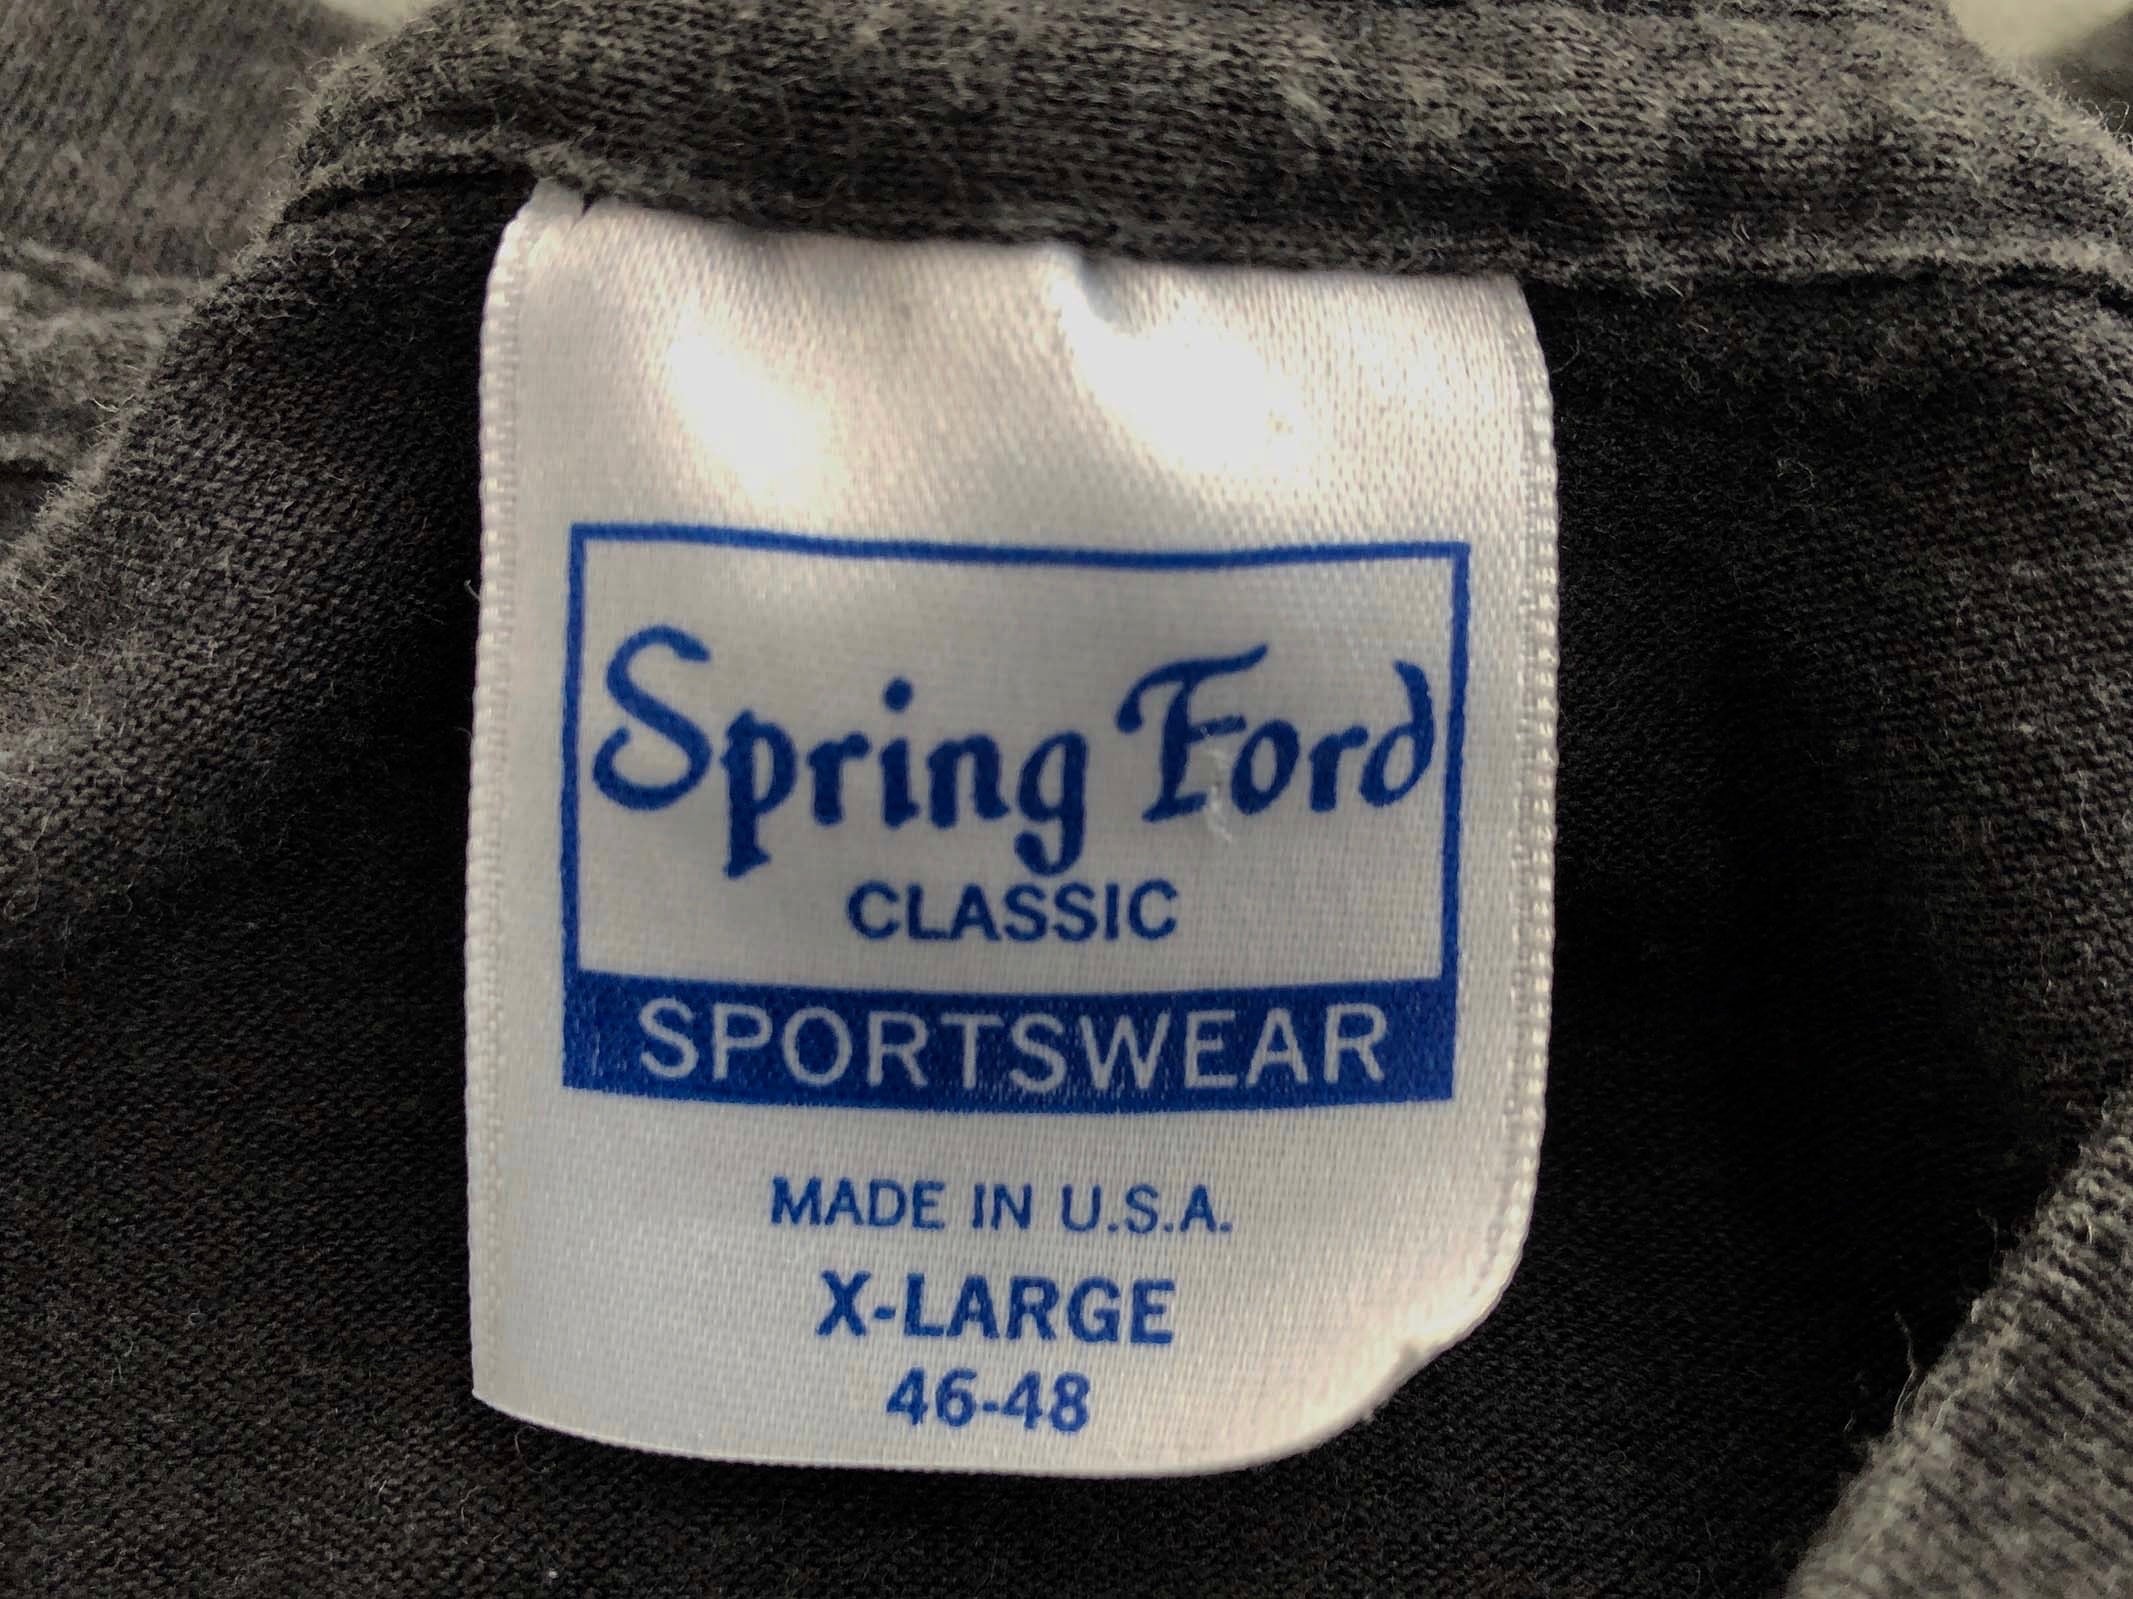 Spring Ford
CLASSIC
SPORTSWEAR
MADE IN U.S.A.
X-LARGE
46-48